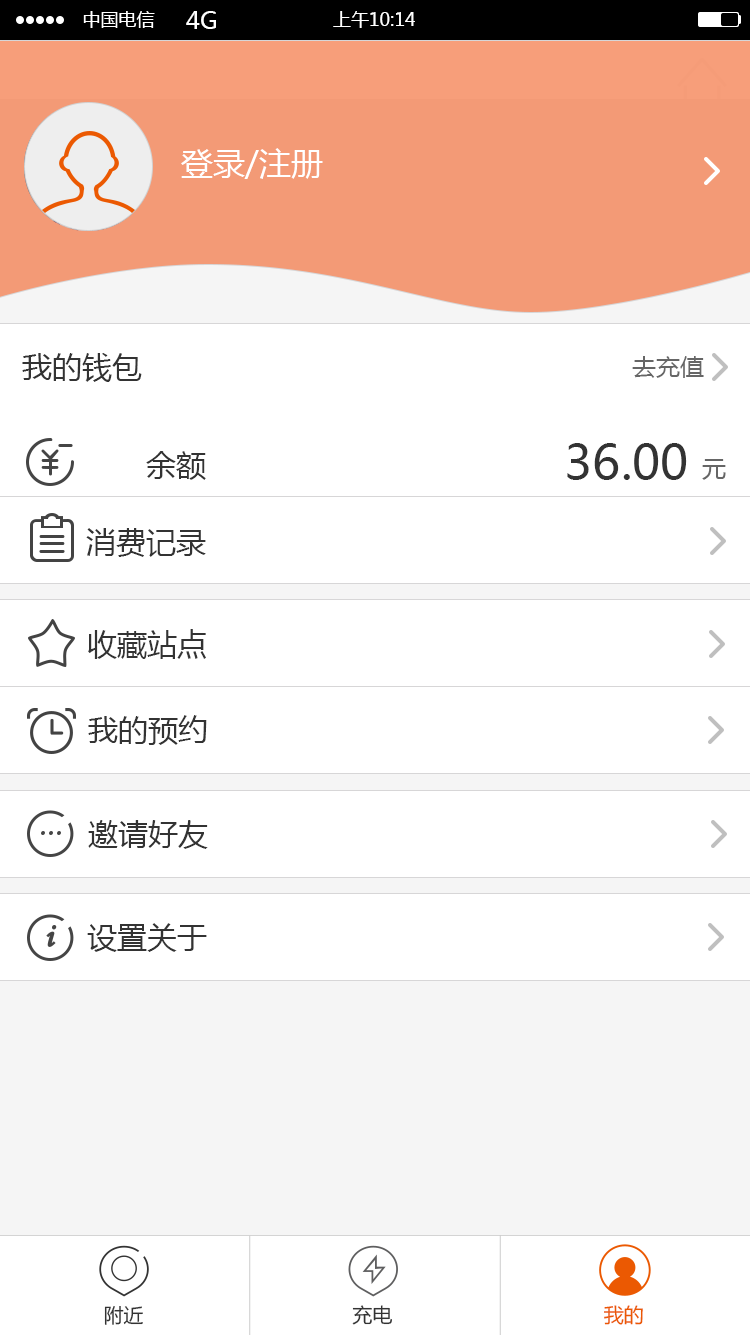 中国电信 4G 上午10:14
登录/注册
我的钱包 去充值
余额 36.00 元
消费记录
收藏站点
我的预约
邀请好友
设置关于
附近 充电 我的